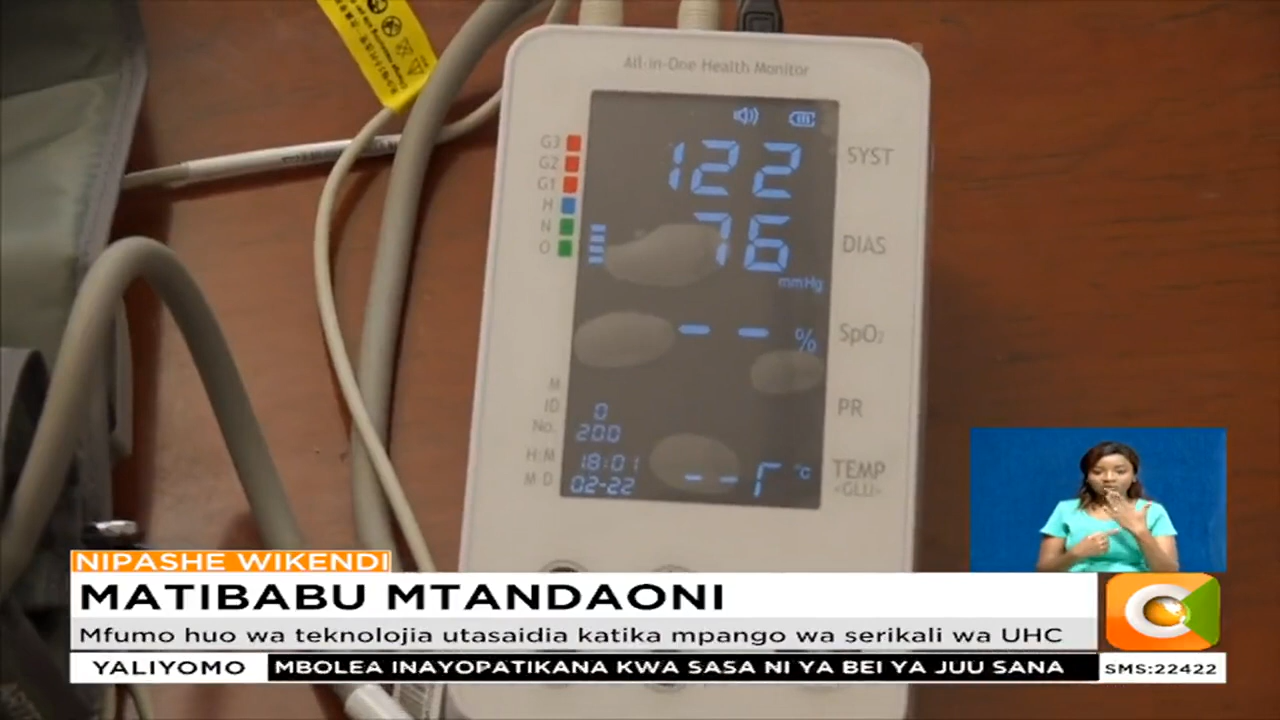 All-in-One Health Monitor
G3
G2
G1
H
N
O
122
SYST
76
DIAS
mmHg
-- %
SpO₂
PR
M
ID
0
No.
200
H:M
18:01
M D
02-22
°C
TEMP
<GLU>
NIPASHE WIKENDI
MATIBABU MTANDAONI
Mfumo huo wa teknolojia utasaidia katika mpango wa serikali wa UHC
YALIYOMO
MBOLEA INAYOPATIKANA KWA SASA NI YA BEI YA JUU SANA
SMS:22422